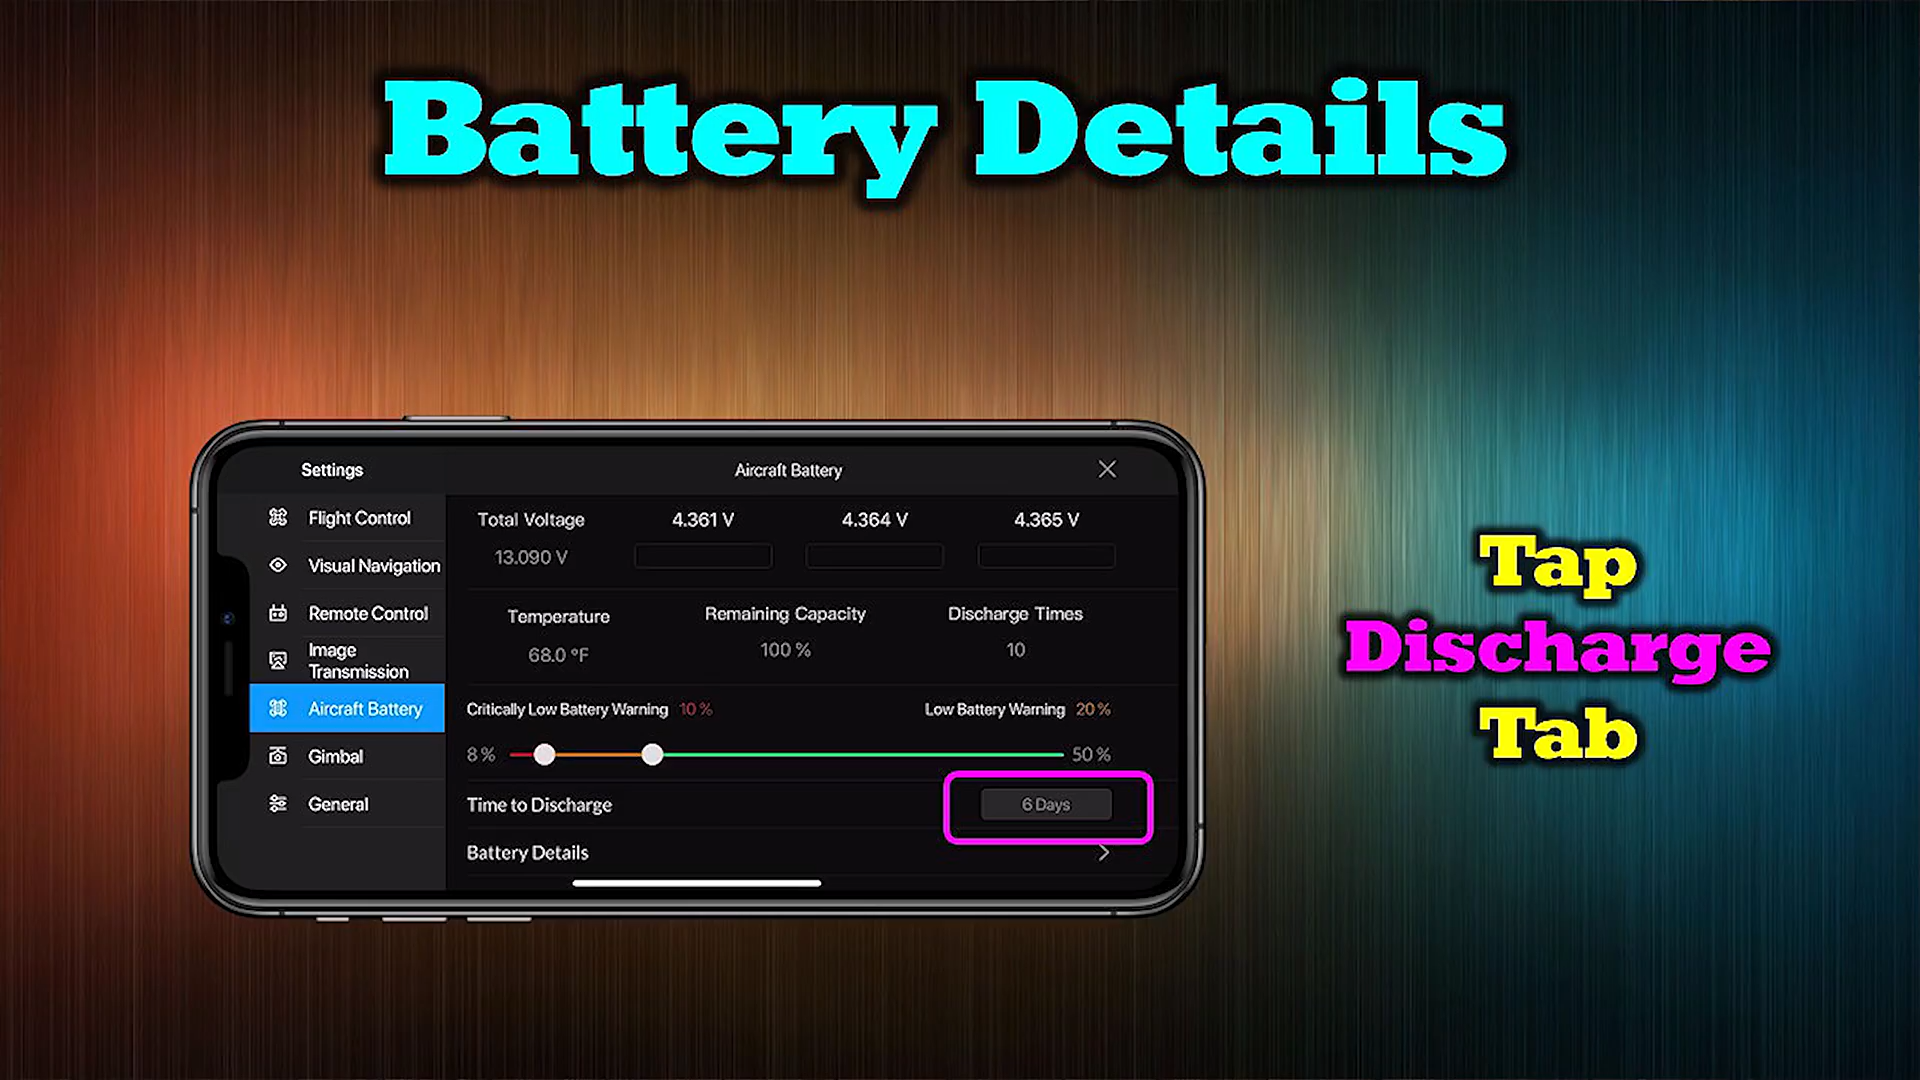 Battery Details
Settings
Aircraft Battery
Flight Control
Visual Navigation
Remote Control
Image
Transmission
Aircraft Battery
Gimbal
General
Total Voltage 4.361 V 4.364 V 4.365 V
13.090 V
Temperature Remaining Capacity Discharge Times
68.0 °F 100 % 10
Critically Low Battery Warning 10 % Low Battery Warning 20 %
8 % 50 %
Time to Discharge 6 Days
Battery Details
Tap
Discharge
Tab